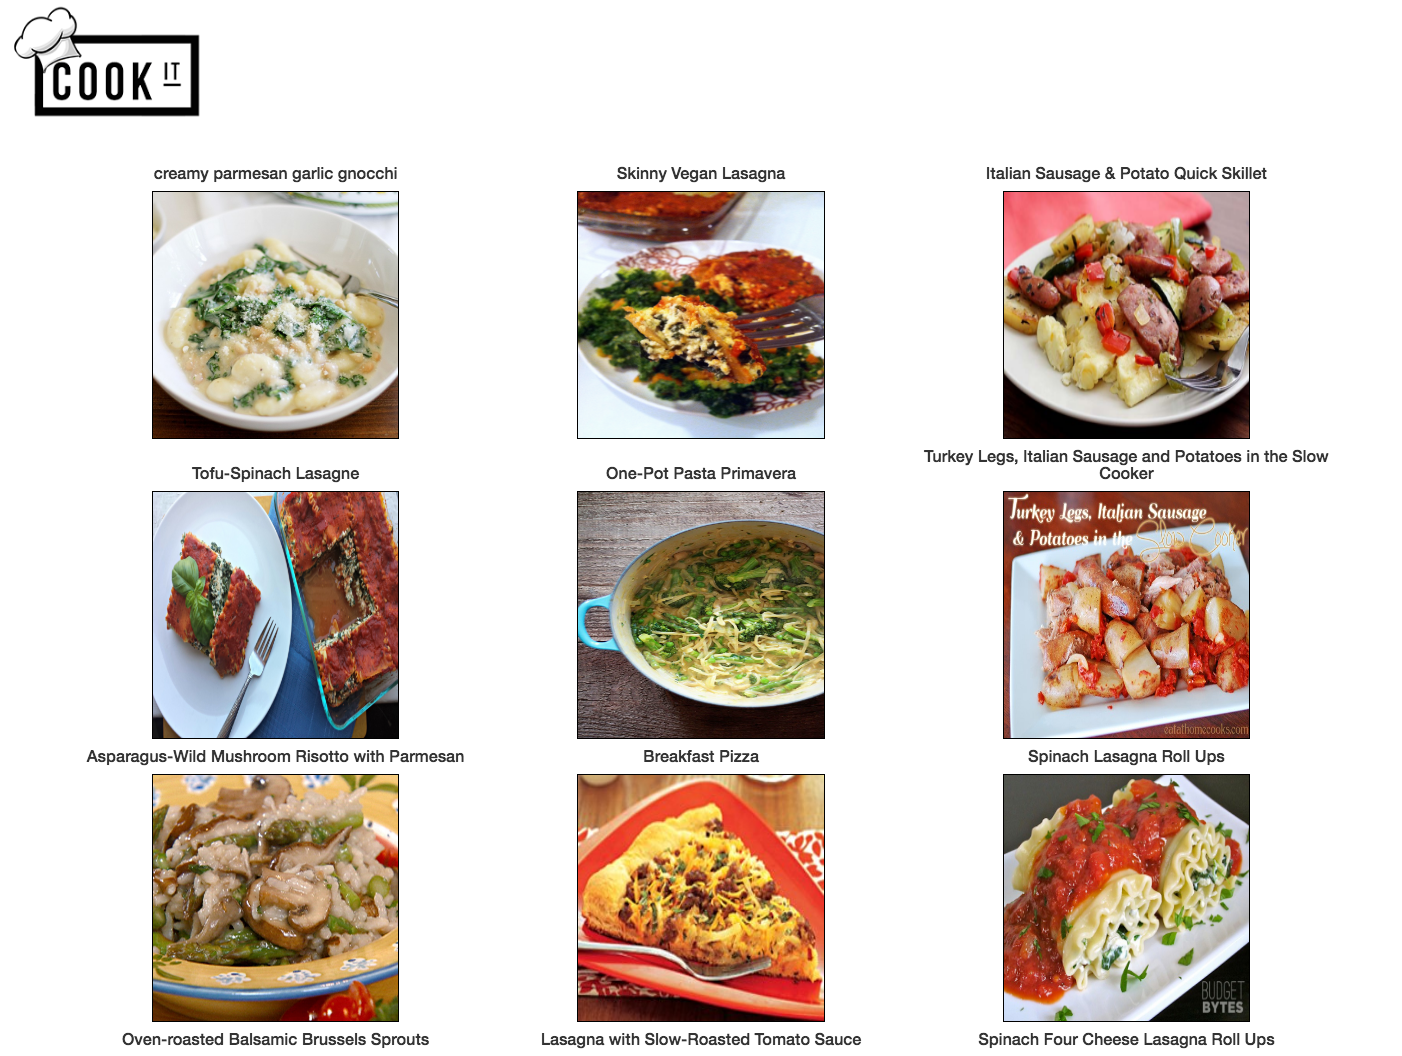 COOK IT
creamy parmesan garlic gnocchi
Skinny Vegan Lasagna
Italian Sausage & Potato Quick Skillet
Tofu-Spinach Lasagne
One-Pot Pasta Primavera
Turkey Legs, Italian Sausage and Potatoes in the Slow
Cooker
Turkey Legs, Italian Sausage
& Potatoes in the Slow Cooker
eatathomecooks.com
Asparagus-Wild Mushroom Risotto with Parmesan
Breakfast Pizza
Spinach Lasagna Roll Ups
BUDGET
BYTES
Oven-roasted Balsamic Brussels Sprouts
Lasagna with Slow-Roasted Tomato Sauce
Spinach Four Cheese Lasagna Roll Ups